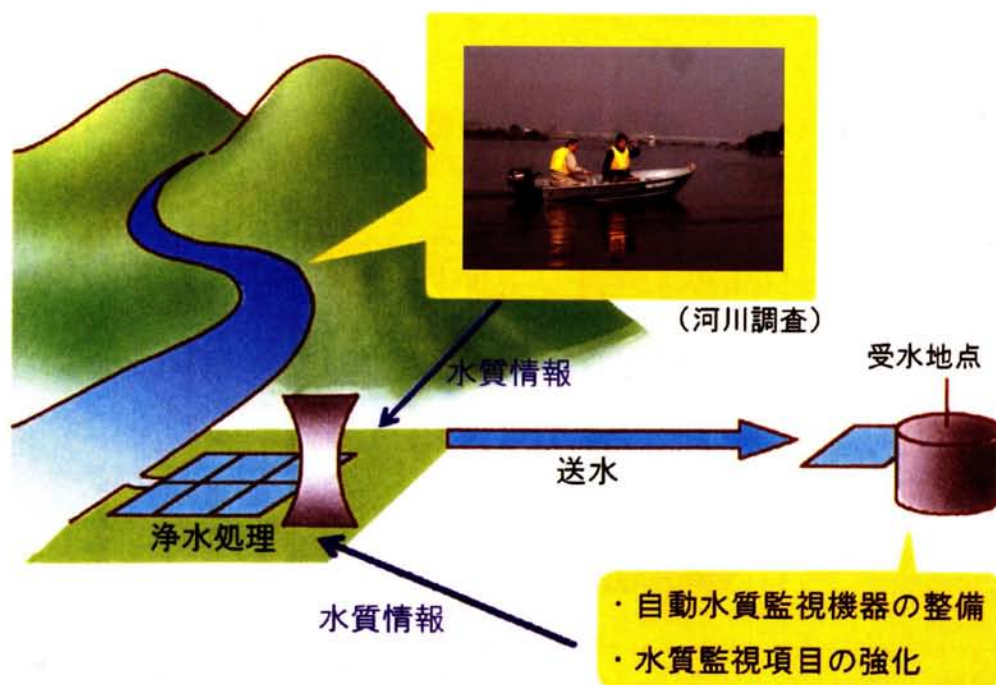 （河川調査）
水質情報
受水地点
送水
浄水処理
水質情報
・自動水質監視機器の整備
・水質監視項目の強化